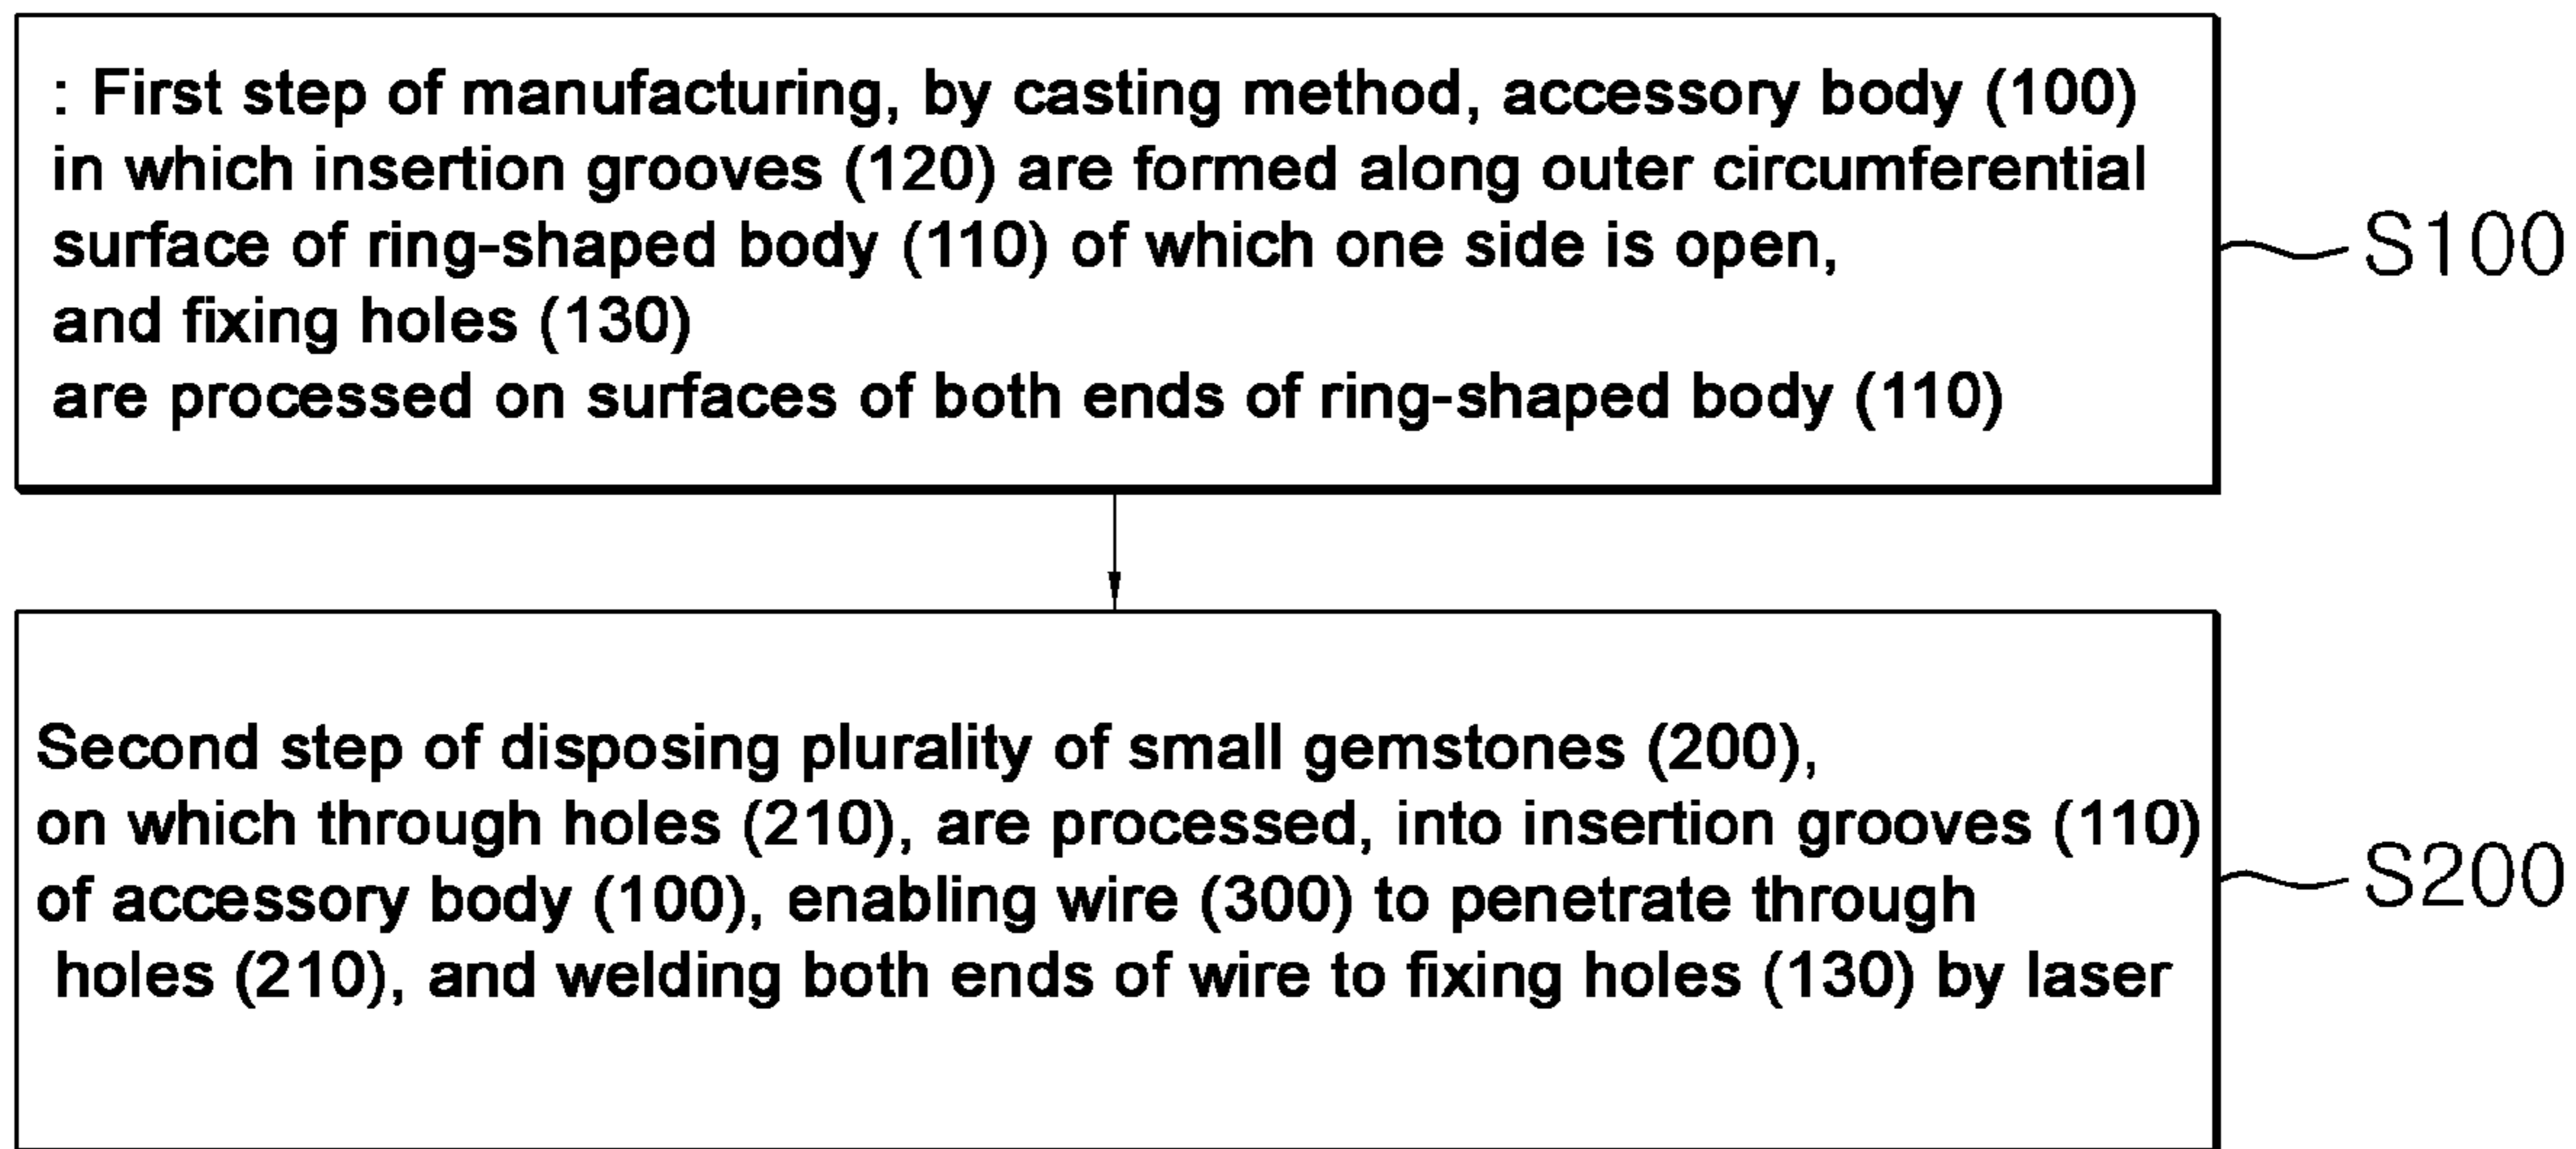 : First step of manufacturing, by casting method, accessory body (100)
in which insertion grooves (120) are formed along outer circumferential
surface of ring-shaped body (110) of which one side is open,
and fixing holes (130)
are processed on surfaces of both ends of ring-shaped body (110)
S100
Second step of disposing plurality of small gemstones (200),
on which through holes (210), are processed, into insertion grooves (110)
of accessory body (100), enabling wire (300) to penetrate through
holes (210), and welding both ends of wire to fixing holes (130) by laser
S200